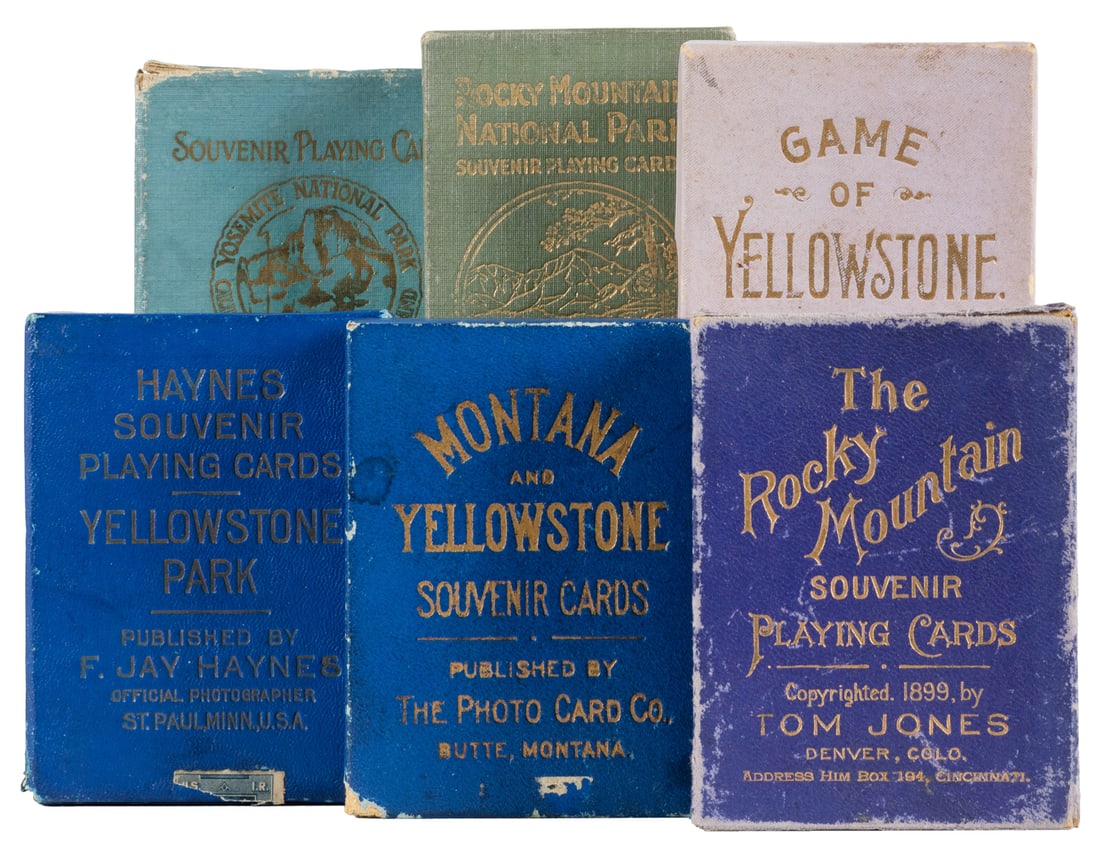 SOUVENIR PLAYING CA
YOSEMITE NATIONAL PARK
ROCKY MOUNTAIN
NATIONAL PARK
SOUVENIR PLAYING CARDS
GAME
OF
YELLOWSTONE.
HAYNES
SOUVENIR
PLAYING CARDS
YELLOWSTONE
PARK
PUBLISHED BY
F. JAY HAYNES
OFFICIAL PHOTOGRAPHER
ST. PAUL, MINN., U.S.A.
I.R.
MONTANA
AND
YELLOWSTONE
SOUVENIR CARDS
PUBLISHED BY
THE PHOTO CARD CO.,
BUTTE, MONTANA.
The
Rocky
Mountain
SOUVENIR
PLAYING CARDS
Copyrighted. 1899, by
TOM JONES
DENVER, COLO.
ADDRESS HIM BOX 194, CINCINNATI.